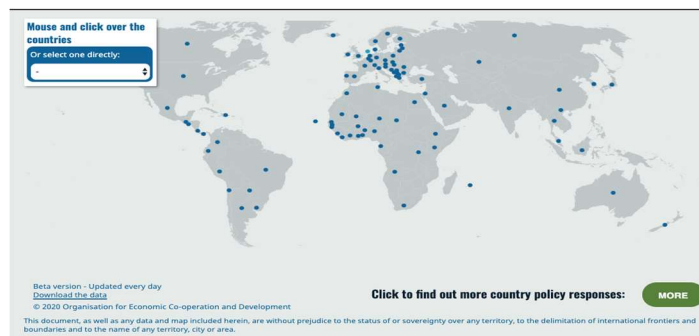 Mouse and click over the
countries
Or select one directly:
-
Beta version - Updated every day
Download the data
© 2020 Organisation for Economic Co-operation and Development
Click to find out more country policy responses:
MORE
This document, as well as any data and map included herein, are without prejudice to the status of or sovereignty over any territory, to the delimitation of international frontiers and
boundaries and to the name of any territory, city or area.